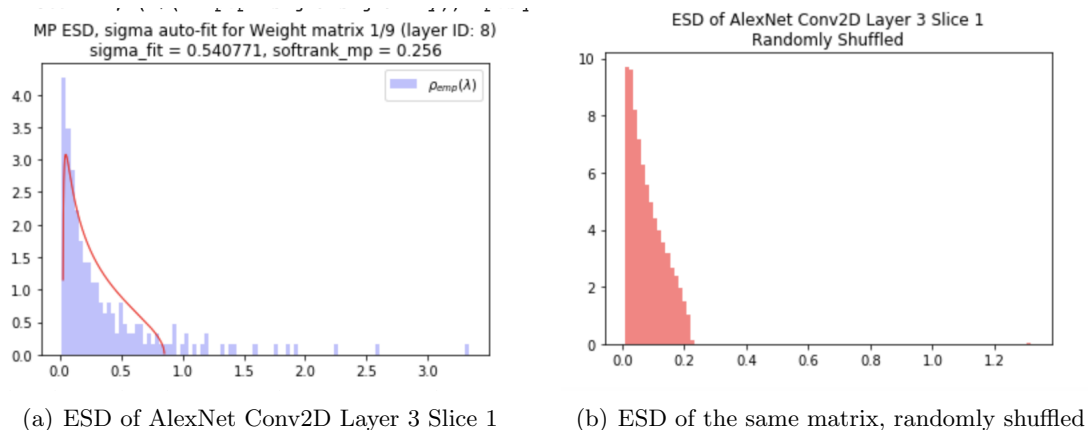 MP ESD, sigma auto-fit for Weight matrix 1/9 (layer ID: 8)
sigma_fit = 0.540771, softrank_mp = 0.256
ρemp(λ)
4.0
3.5
3.0
2.5
2.0
1.5
1.0
0.5
0.0
0.0 0.5 1.0 1.5 2.0 2.5 3.0
(a) ESD of AlexNet Conv2D Layer 3 Slice 1
ESD of AlexNet Conv2D Layer 3 Slice 1
Randomly Shuffled
10
8
6
4
2
0
0.0 0.2 0.4 0.6 0.8 1.0 1.2
(b) ESD of the same matrix, randomly shuffled